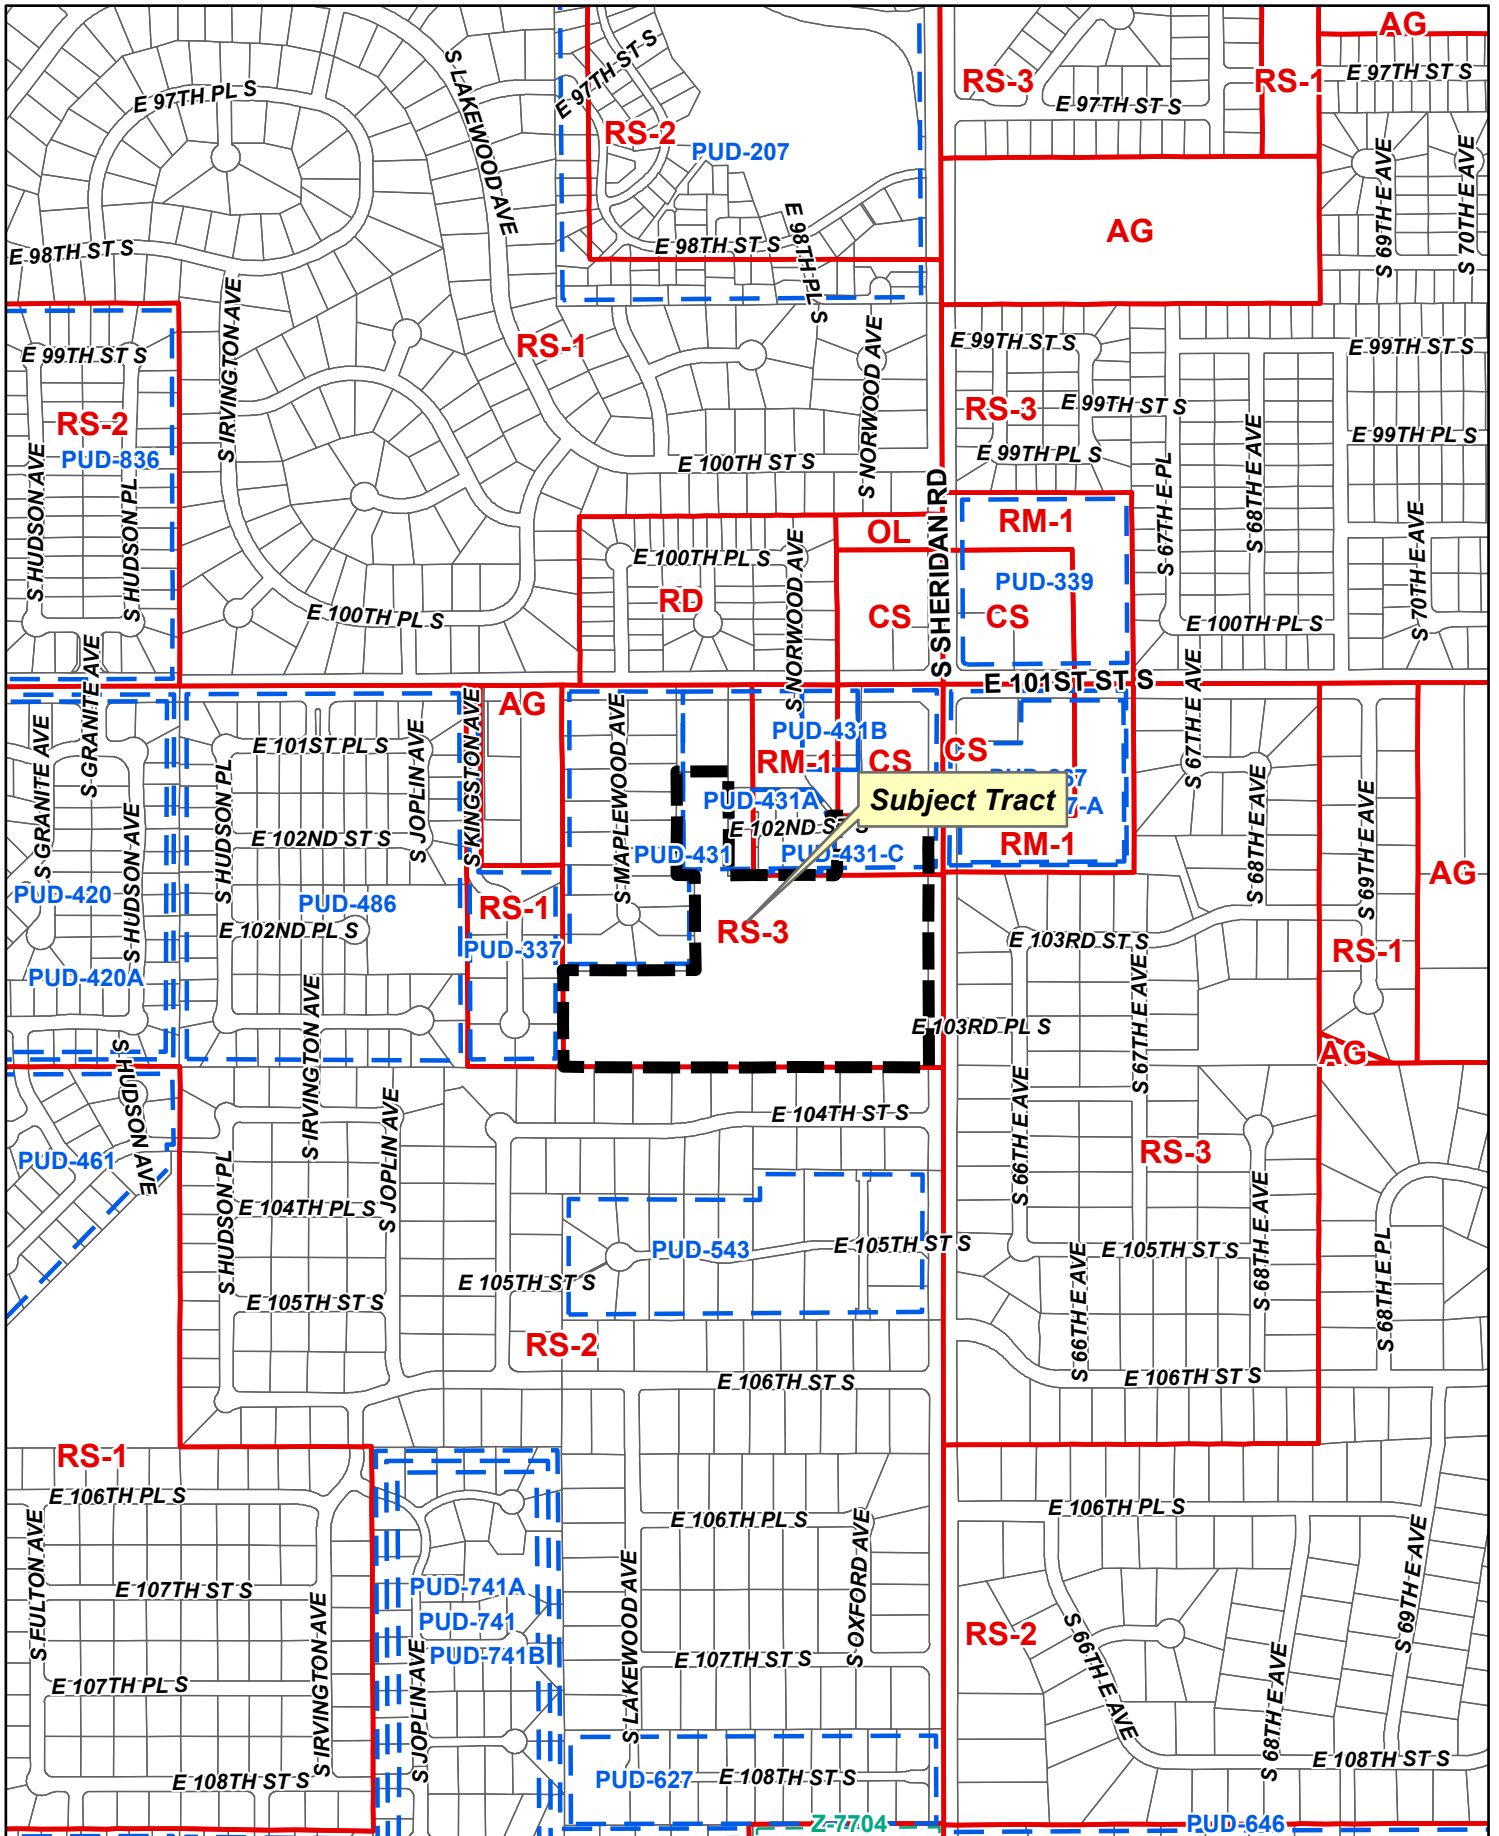 AG
E 97TH ST S
RS-3
RS-1
E 97TH ST S
E 97TH ST S
E 97TH PL S
S LAKEWOOD AVE
RS-2
PUD-207
S 69TH E AVE
S 70TH E AVE
AG
E 98TH ST S
E 98TH ST S
E 98TH PL S
S IRVINGTON AVE
RS-1
S NORWOOD AVE
E 99TH ST S
E 99TH ST S
E 99TH ST S
RS-2
PUD-836
RS-3
E 99TH ST S
E 99TH PL S
E 99TH PL S
S HUDSON AVE
S HUDSON PL
E 100TH ST S
S SHERIDAN RD
S 67TH E PL
S 68TH E AVE
S 70TH E AVE
OL
RM-1
E 100TH PL S
S NORWOOD AVE
PUD-339
RD
CS
CS
E 100TH PL S
E 100TH PL S
S GRANITE AVE
E 101ST ST S
S 67TH E AVE
S GRANITE AVE
S HUDSON PL
E 101ST PL S
S JOPLIN AVE
S KINGSTON AVE
AG
S MAPLEWOOD AVE
PUD-431B
RM-1
CS
CS
7-A
Subject Tract
PUD-431A
E 102ND ST S
E 102ND ST S
PUD-431
PUD-431-C
RM-1
S HUDSON AVE
S 68TH E AVE
S 69TH E AVE
AG
PUD-420
PUD-486
RS-1
E 102ND PL S
RS-3
E 103RD ST S
PUD-337
RS-1
PUD-420A
S IRVINGTON AVE
S 67TH E AVE
E 103RD PL S
AG
S HUDSON AVE
S JOPLIN AVE
E 104TH ST S
S 66TH E AVE
RS-3
PUD-461
S HUDSON PL
E 104TH PL S
S 68TH E AVE
S 68TH E PL
PUD-543
E 105TH ST S
E 105TH ST S
E 105TH ST S
E 105TH ST S
S 66TH E AVE
RS-2
E 106TH ST S
E 106TH ST S
RS-1
E 106TH PL S
E 106TH PL S
E 106TH PL S
S FULTON AVE
S OXFORD AVE
S 69TH E AVE
E 107TH ST S
PUD-741A
PUD-741
PUD-741B
S LAKEWOOD AVE
S IRVINGTON AVE
RS-2
S 66TH E AVE
E 107TH ST S
E 107TH PL S
S JOPLIN AVE
S 68TH E AVE
E 108TH ST S
E 108TH ST S
PUD-627
E 108TH ST S
Z-7704
PUD-646